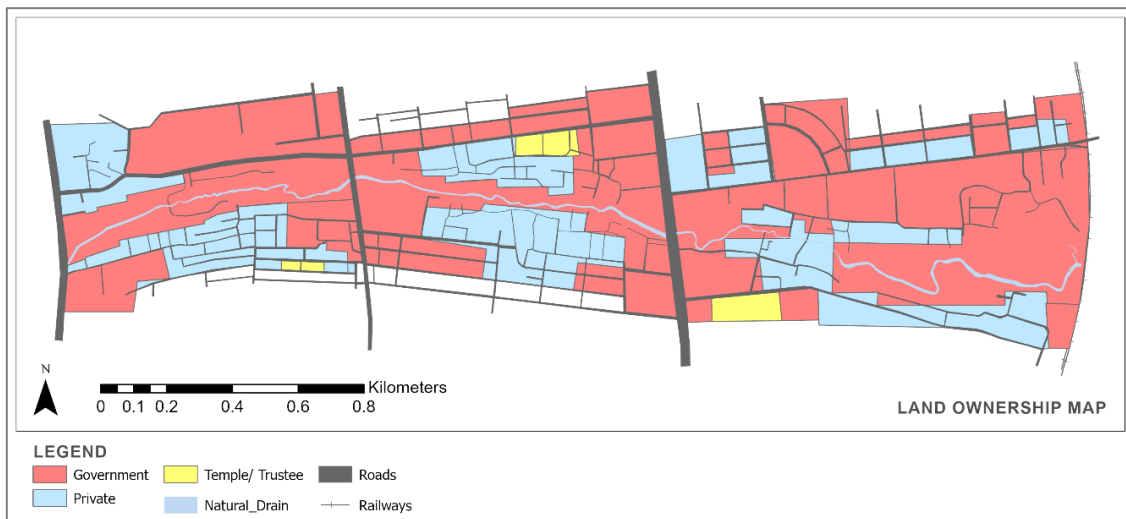 N
Kilometers
0 0.1 0.2 0.4 0.6 0.8
LAND OWNERSHIP MAP
LEGEND
Government Temple/ Trustee Roads
Private Natural_Drain Railways